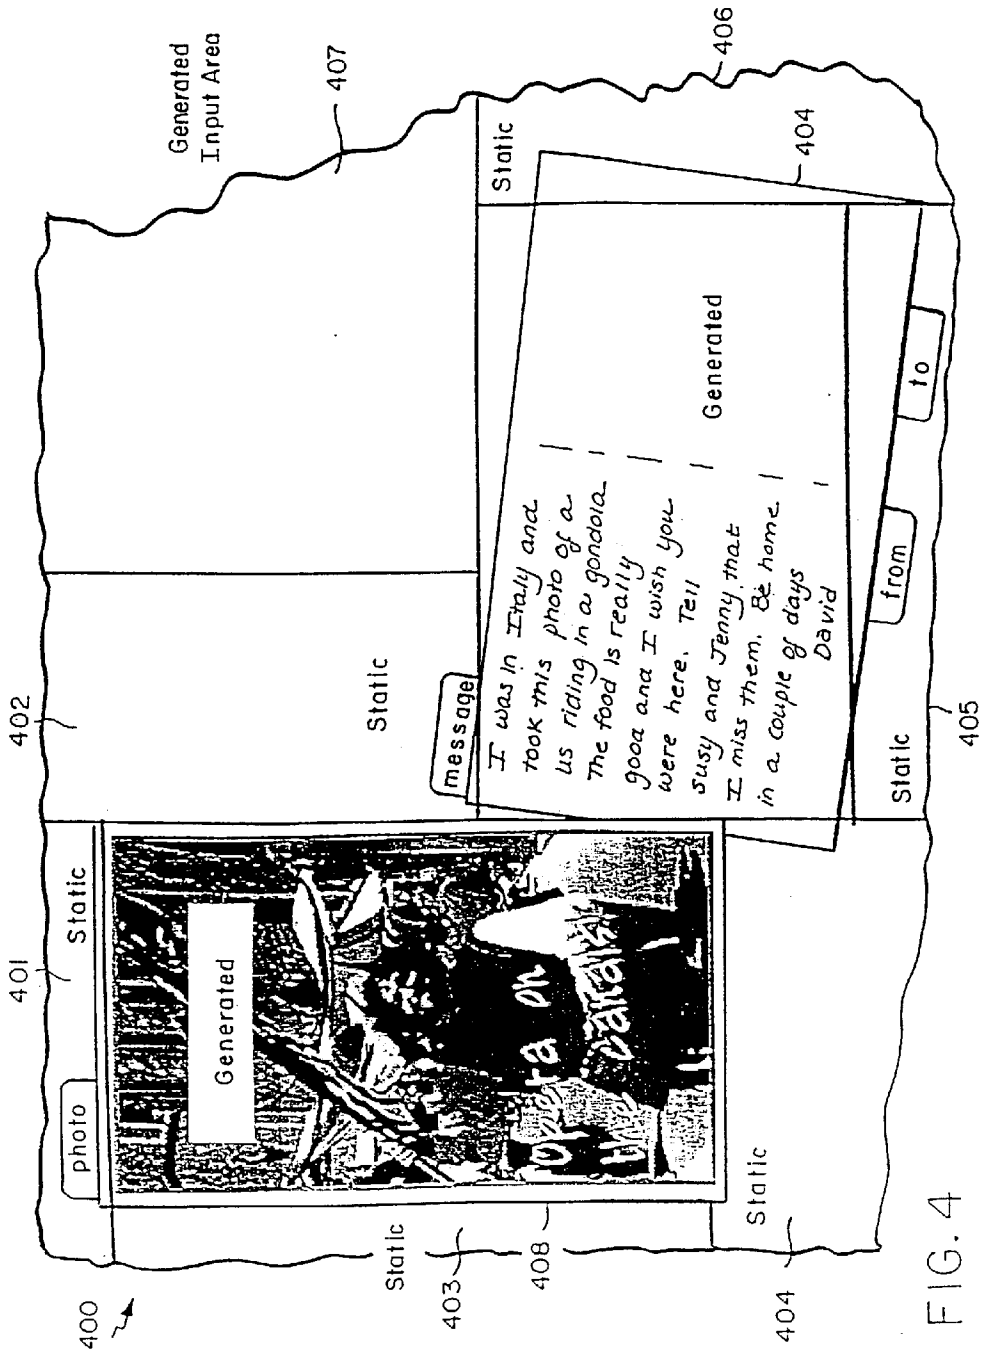 400
401
402
407
Generated
Input Area
photo
Static
Static
Generated
403
Static
408
message
I was in Italy and
took this photo of a
us riding in a gondola
The food is really
good and I wish you
were here. Tell
susy and Jenny that
I miss them. Be home
in a couple of days
David
Generated
Static
406
404
Static
404
from
to
Static
405
FIG. 4